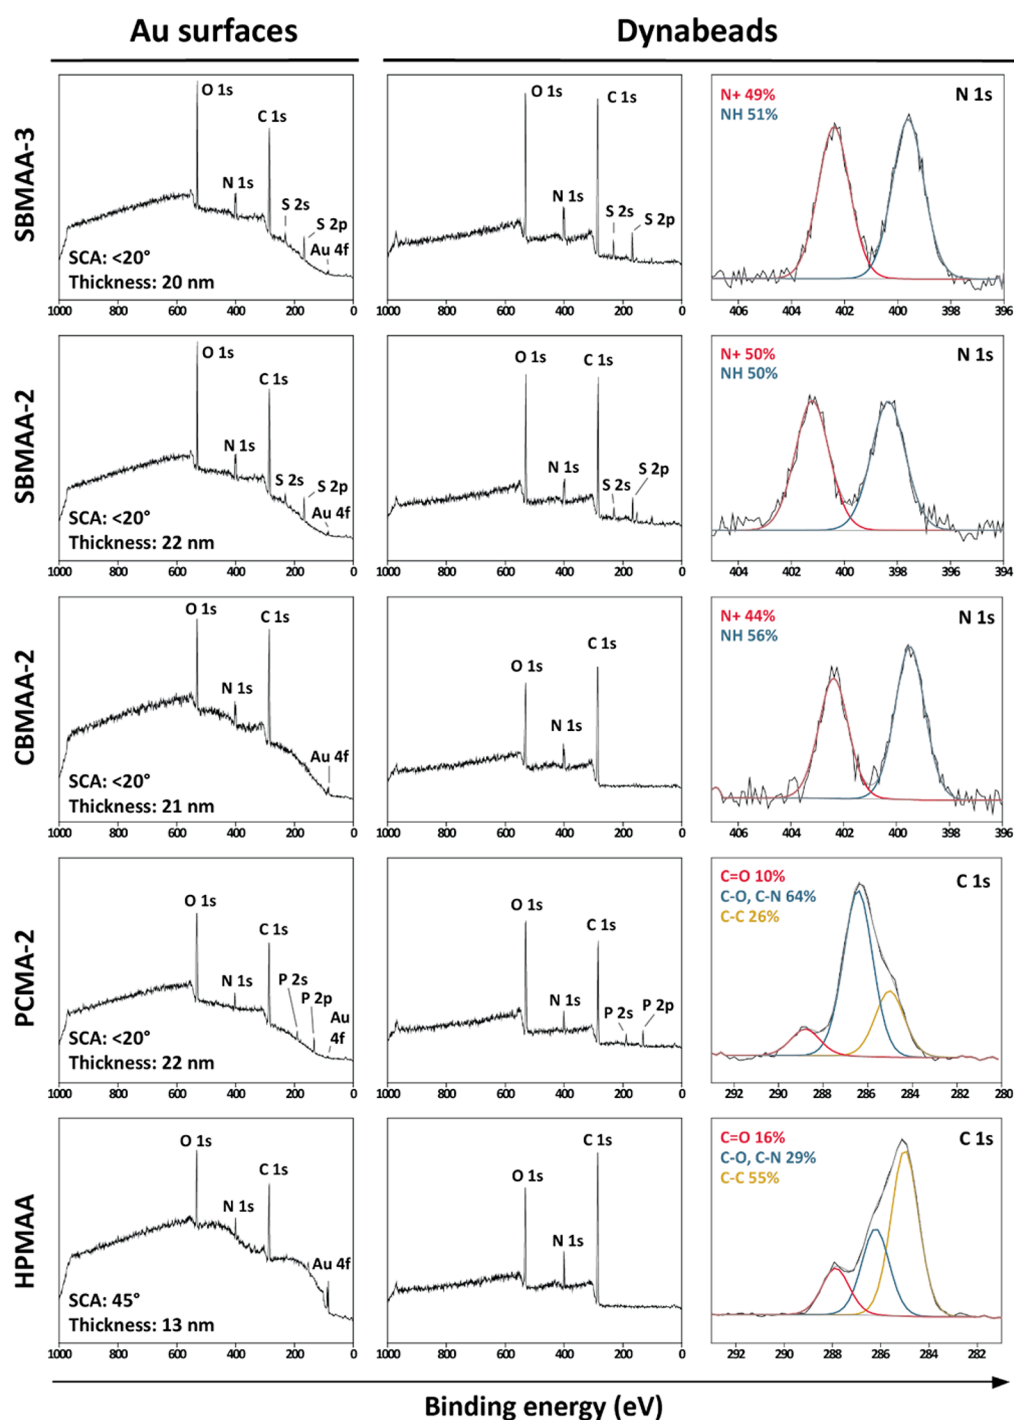 Au surfaces
Dynabeads
SBMAA-3
O 1s
C 1s
N 1s
S 2s
S 2p
Au 4f
SCA: <20°
Thickness: 20 nm
1000 800 600 400 200 0
O 1s
C 1s
N 1s
S 2s
S 2p
1000 800 600 400 200 0
N+ 49%
NH 51%
N 1s
406 404 402 400 398 396
SBMAA-2
O 1s
C 1s
N 1s
S 2s
S 2p
Au 4f
SCA: <20°
Thickness: 22 nm
1000 800 600 400 200 0
O 1s
C 1s
N 1s
S 2s
S 2p
1000 800 600 400 200 0
N+ 50%
NH 50%
N 1s
404 402 400 398 396 394
CBMAA-2
O 1s
C 1s
N 1s
Au 4f
SCA: <20°
Thickness: 21 nm
1000 800 600 400 200 0
C 1s
O 1s
N 1s
1000 800 600 400 200 0
N+ 44%
NH 56%
N 1s
406 404 402 400 398 396
PCMA-2
O 1s
C 1s
N 1s
P 2s
P 2p
Au
4f
SCA: <20°
Thickness: 22 nm
1000 800 600 400 200 0
O 1s
C 1s
N 1s
P 2s
P 2p
1000 800 600 400 200 0
C=O 10%
C-O, C-N 64%
C-C 26%
C 1s
292 290 288 286 284 282 280
HPMAA
O 1s
C 1s
N 1s
Au 4f
SCA: 45°
Thickness: 13 nm
1000 800 600 400 200 0
C 1s
O 1s
N 1s
1000 800 600 400 200 0
C=O 16%
C-O, C-N 29%
C-C 55%
C 1s
292 290 288 286 284 282
Binding energy (eV)